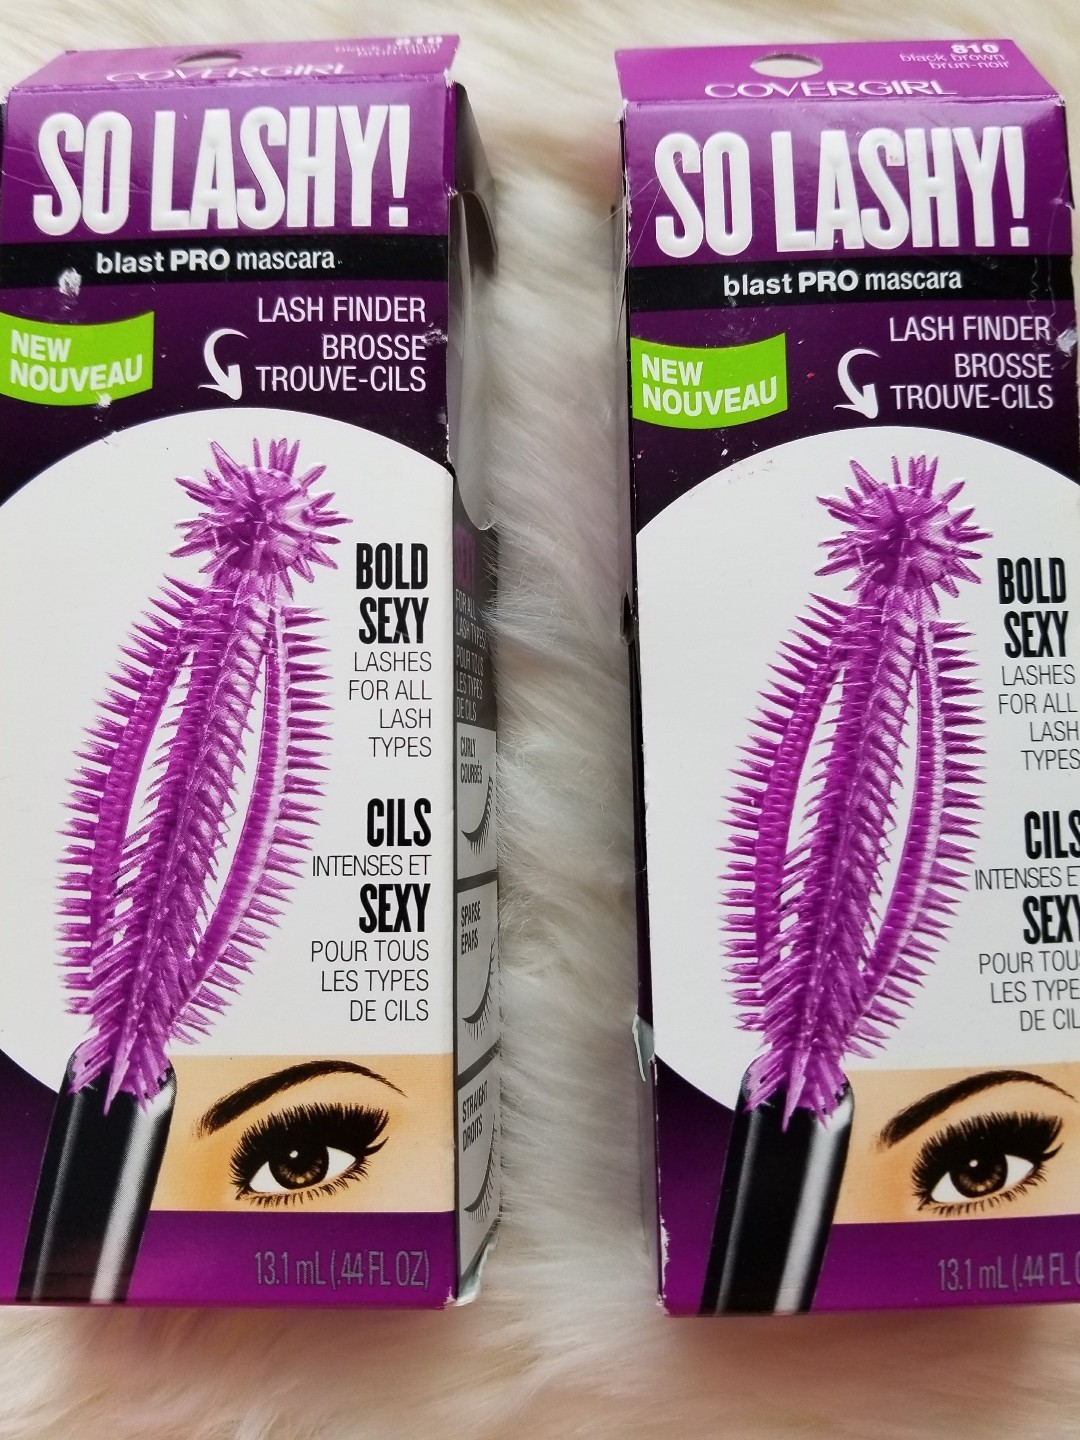 810
COVERGIRL
SO LASHY!
blast PRO mascara
NEW
NOUVEAU
LASH FINDER
BROSSE
TROUVE-CILS
BOLD
SEXY
LASHES
FOR ALL
LASH
TYPES
CILS
INTENSES ET
SEXY
POUR TOUS
LES TYPES
DE CILS
13.1 mL (.44 FL OZ)
FOR ALL
LASH TYPES
POUR TOUS
LES TYPES
DE CILS
CURLY
COURBÉS
SPARSE
ÉPARS
STRAIGHT
DROITS
810
black brown
brun-noir
COVERGIRL
SO LASHY!
blast PRO mascara
NEW
NOUVEAU
LASH FINDER
BROSSE
TROUVE-CILS
BOLD
SEXY
LASHES
FOR ALL
LASH
TYPES
CILS
INTENSES ET
SEXY
POUR TOUS
LES TYPE
DE CIL
13.1 mL (.44 FL